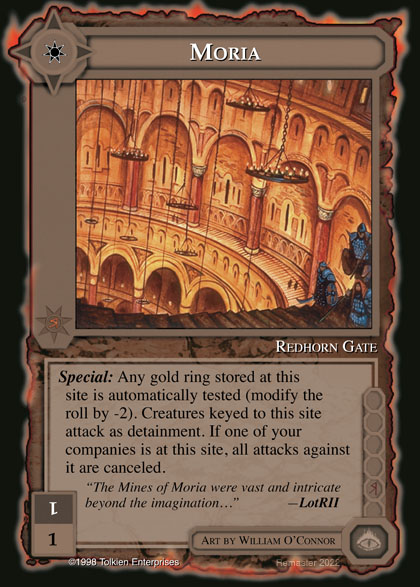 Moria
Redhorn Gate
Special: Any gold ring stored at this
site is automatically tested (modify the
roll by -2). Creatures keyed to this site
attack as detainment. If one of your
companies is at this site, all attacks against
it are canceled.
“The Mines of Moria were vast and intricate
beyond the imagination…” —LotRII
1
1
Art by William O’Connor
©1998 Tolkien Enterprises
Remaster 2022